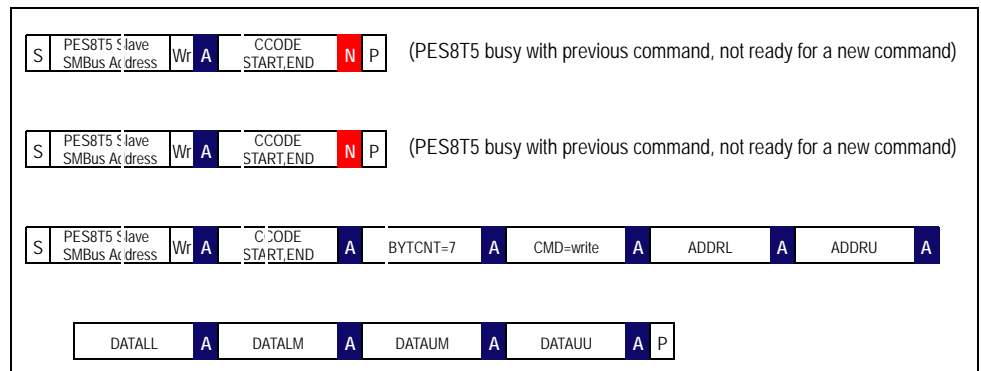 S PES8T5 Slave SMBus Address Wr A CCODE START,END N P (PES8T5 busy with previous command, not ready for a new command)
S PES8T5 Slave SMBus Address Wr A CCODE START,END N P (PES8T5 busy with previous command, not ready for a new command)
S PES8T5 Slave SMBus Address Wr A CCODE START,END A BYTCNT=7 A CMD=write A ADDRL A ADDRU A
DATALL A DATALM A DATAUM A DATAUU A P